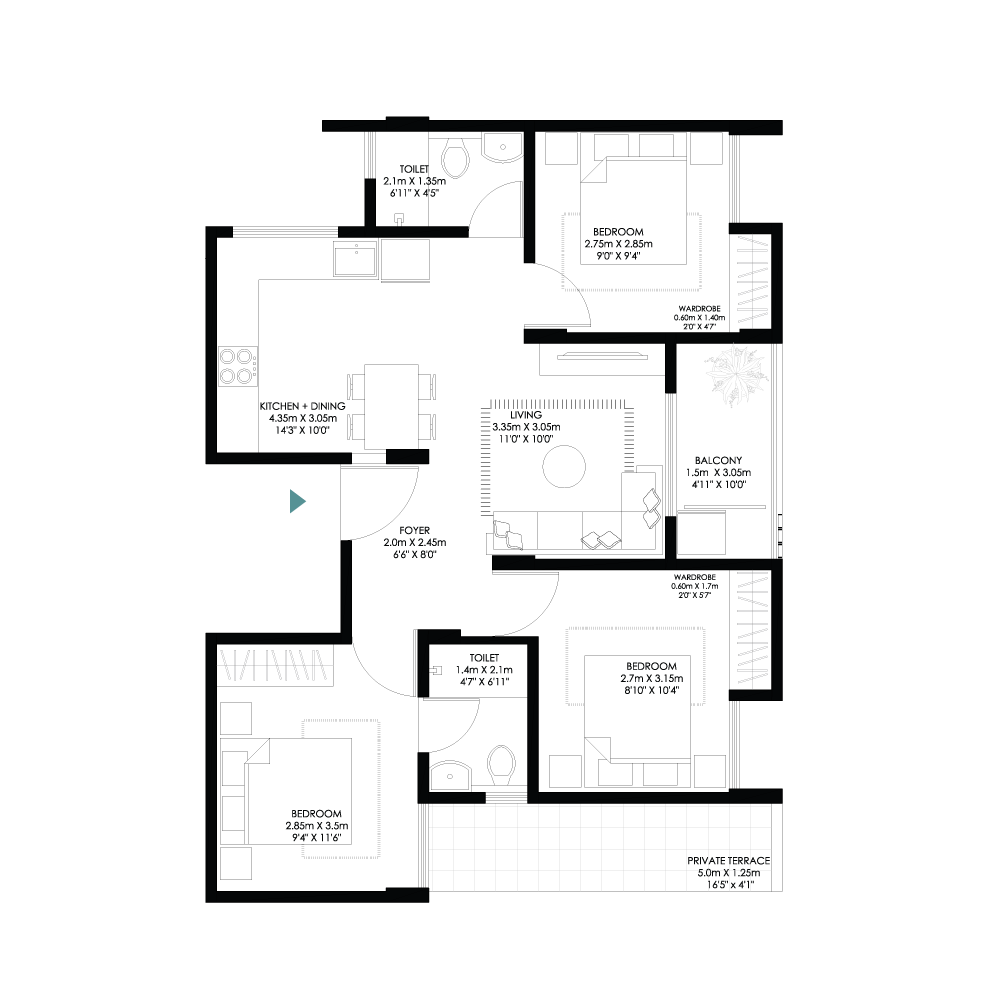 TOILET
2.1m X 1.35m
6'11" X 4'5"
BEDROOM
2.75m X 2.85m
9'0" X 9'4"
WARDROBE
0.60m X 1.40m
2'0" X 4'7"
KITCHEN + DINING
4.35m X 3.05m
14'3" X 10'0"
LIVING
3.35m X 3.05m
11'0" X 10'0"
BALCONY
1.5m X 3.05m
4'11" X 10'0"
FOYER
2.0m X 2.45m
6'6" X 8'0"
WARDROBE
0.60m X 1.7m
2'0" X 5'7"
TOILET
1.4m X 2.1m
4'7" X 6'11"
BEDROOM
2.7m X 3.15m
8'10" X 10'4"
BEDROOM
2.85m X 3.5m
9'4" X 11'6"
PRIVATE TERRACE
5.0m X 1.25m
16'5" x 4'1"